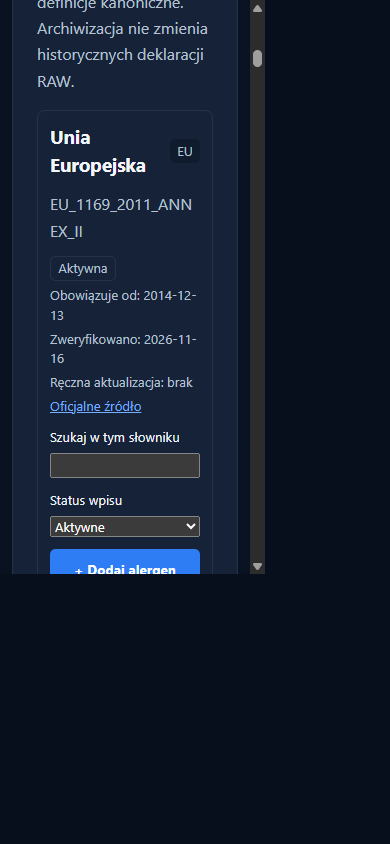 definicje kanoniczne.
Archiwizacja nie zmienia
historycznych deklaracji
RAW.
Unia
Europejska
EU
EU_1169_2011_ANN
EX_II
Aktywna
Obowiązuje od: 2014-12-
13
Zweryfikowano: 2026-11-
16
Ręczna aktualizacja: brak
Oficjalne źródło
Szukaj w tym słowniku
Status wpisu
Aktywne
+ Dodaj alergen